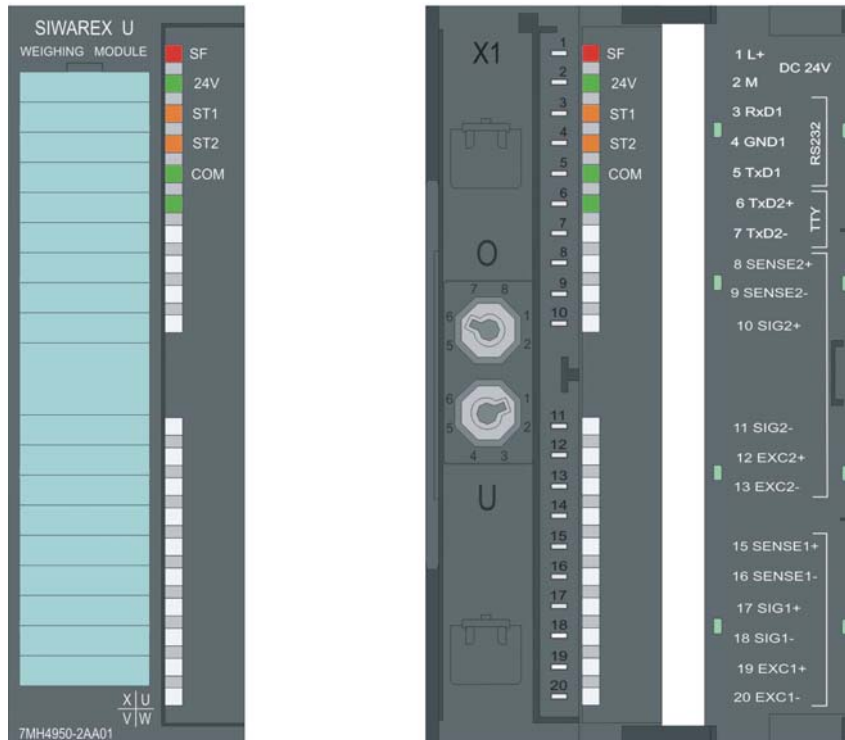 SIWAREX U
WEIGHING MODULE
SF
24V
ST1
ST2
COM
X U
V W
7MH4950-2AA01
X1
O
7 8
6 1
5 2
6 1
5 2
4 3
U
1
2
3
4
5
6
7
8
9
10
11
12
13
14
15
16
17
18
19
20
SF
24V
ST1
ST2
COM
1 L+
DC 24V
2 M
3 RxD1
4 GND1
5 TxD1
RS232
6 TxD2+
7 TxD2-
TTY
8 SENSE2+
9 SENSE2-
10 SIG2+
11 SIG2-
12 EXC2+
13 EXC2-
15 SENSE1+
16 SENSE1-
17 SIG1+
18 SIG1-
19 EXC1+
20 EXC1-